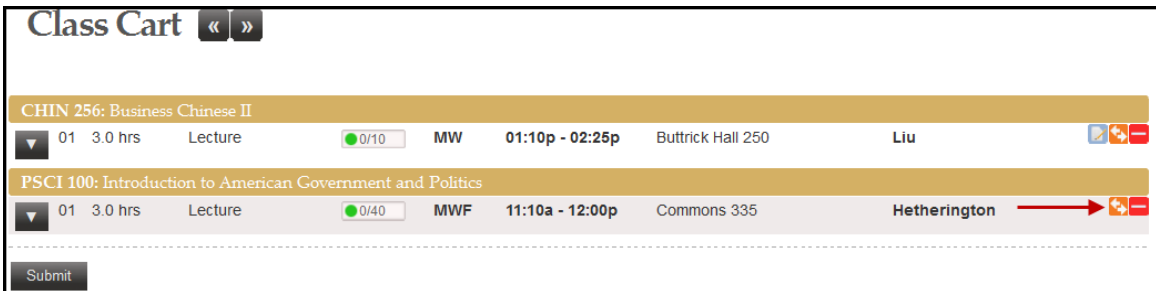 Class Cart « »
CHIN 256: Business Chinese II
01 3.0 hrs Lecture 0/10 MW 01:10p - 02:25p Buttrick Hall 250 Liu
PSCI 100: Introduction to American Government and Politics
01 3.0 hrs Lecture 0/40 MWF 11:10a - 12:00p Commons 335 Hetherington
Submit